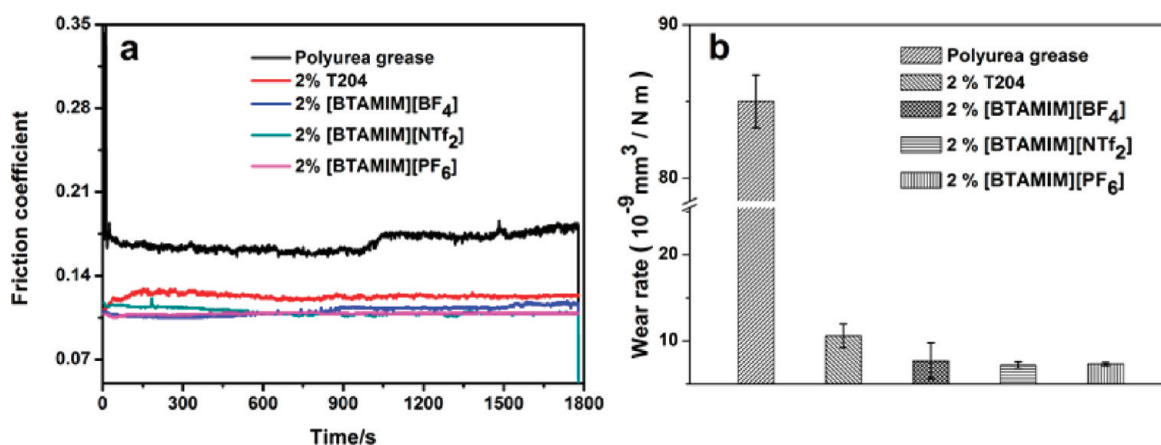 a
Friction coefficient
0.35
0.28
0.21
0.14
0.07
Polyurea grease
2% T204
2% [BTAMIM][BF4]
2% [BTAMIM][NTf2]
2% [BTAMIM][PF6]
0 300 600 900 1200 1500 1800
Time/s
b
Wear rate ( 10-9 mm3 / N m )
90
80
20
10
Polyurea grease
2 % T204
2 % [BTAMIM][BF4]
2 % [BTAMIM][NTf2]
2 % [BTAMIM][PF6]